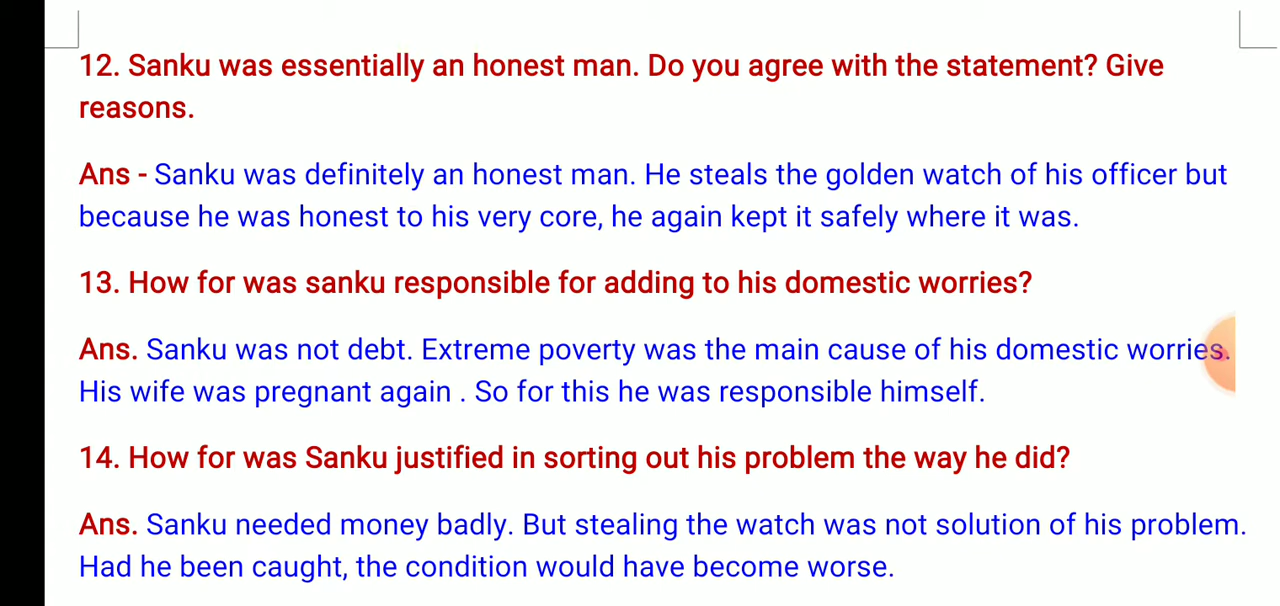 12. Sanku was essentially an honest man. Do you agree with the statement? Give
reasons.
Ans - Sanku was definitely an honest man. He steals the golden watch of his officer but
because he was honest to his very core, he again kept it safely where it was.
13. How for was sanku responsible for adding to his domestic worries?
Ans. Sanku was not debt. Extreme poverty was the main cause of his domestic worries.
His wife was pregnant again . So for this he was responsible himself.
14. How for was Sanku justified in sorting out his problem the way he did?
Ans. Sanku needed money badly. But stealing the watch was not solution of his problem.
Had he been caught, the condition would have become worse.